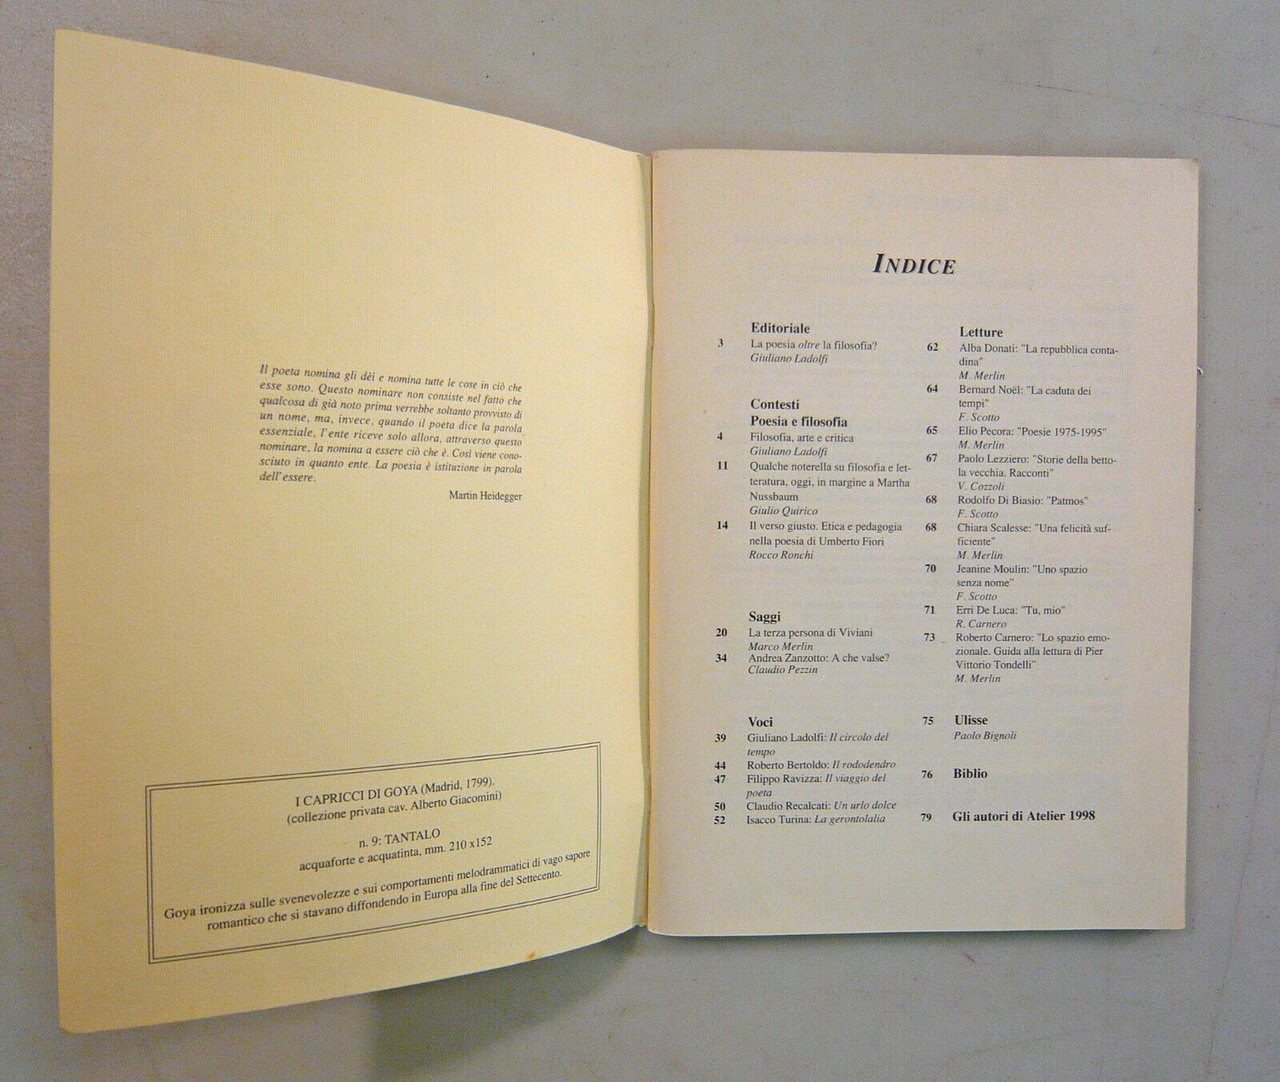 Il poeta nomina gli dèi e nomina tutte le cose in ciò che
esse sono. Questo nominare non consiste nel fatto che
qualcosa di già noto prima verrebbe soltanto provvisto di
un nome, ma, invece, quando il poeta dice la parola
essenziale, l'ente riceve solo allora, attraverso questo
nominare, la nomina a essere ciò che è. Così viene cono-
sciuto in quanto ente. La poesia è istituzione in parola
dell'essere.
Martin Heidegger
I CAPRICCI DI GOYA (Madrid, 1799).
(collezione privata cav. Alberto Giacomini)
n. 9: TANTALO
acquaforte e acquatinta, mm. 210 x152
Goya ironizza sulle svenevolezze e sui comportamenti melodrammatici di vago sapore
romantico che si stavano diffondendo in Europa alla fine del Settecento.
INDICE
Editoriale
3 La poesia oltre la filosofia?
Giuliano Ladolfi
Contesti
Poesia e filosofia
4 Filosofia, arte e critica
Giuliano Ladolfi
11 Qualche noterella su filosofia e let-
teratura, oggi, in margine a Martha
Nussbaum
Giulio Quirico
14 Il verso giusto. Etica e pedagogia
nella poesia di Umberto Fiori
Rocco Ronchi
Saggi
20 La terza persona di Viviani
Marco Merlin
34 Andrea Zanzotto: A che valse?
Claudio Pezzin
Voci
39 Giuliano Ladolfi: Il circolo del
tempo
44 Roberto Bertoldo: Il rododendro
47 Filippo Ravizza: Il viaggio del
poeta
50 Claudio Recalcati: Un urlo dolce
52 Isacco Turina: La gerontolalia
Letture
62 Alba Donati: "La repubblica conta-
dina"
M. Merlin
64 Bernard Noël: "La caduta dei
tempi"
F. Scotto
65 Elio Pecora: "Poesie 1975-1995"
M. Merlin
67 Paolo Lezziero: "Storie della betto-
la vecchia. Racconti"
V. Cozzoli
68 Rodolfo Di Biasio: "Patmos"
F. Scotto
68 Chiara Scalesse: "Una felicità suf-
ficiente"
M. Merlin
70 Jeanine Moulin: "Uno spazio
senza nome"
F. Scotto
71 Erri De Luca: "Tu, mio"
R. Carnero
73 Roberto Carnero: "Lo spazio emo-
zionale. Guida alla lettura di Pier
Vittorio Tondelli"
M. Merlin
75 Ulisse
Paolo Bignoli
76 Biblio
79 Gli autori di Atelier 1998